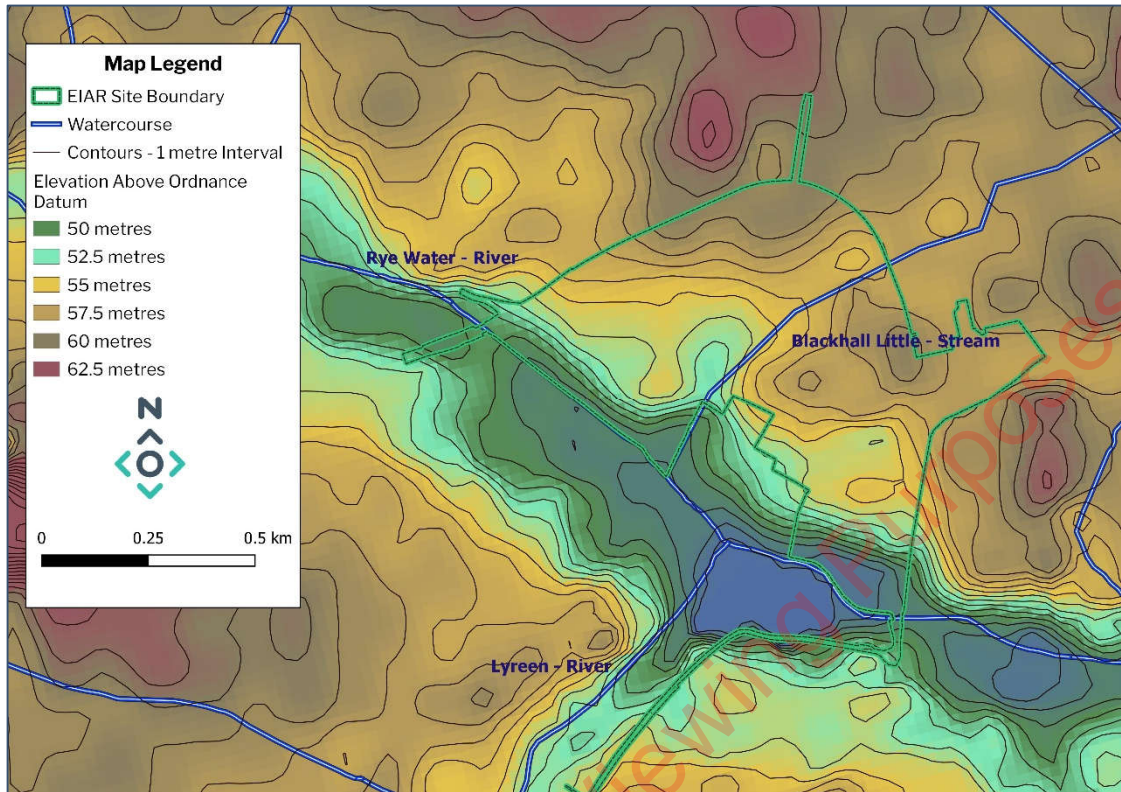 Map Legend
EIAR Site Boundary
Watercourse
Contours - 1 metre Interval
Elevation Above Ordnance
Datum
50 metres
52.5 metres
55 metres
57.5 metres
60 metres
62.5 metres
N
0 0.25 0.5 km
Rye Water - River
Blackhall Little - Stream
Lyreen - River
Viewing Purposes